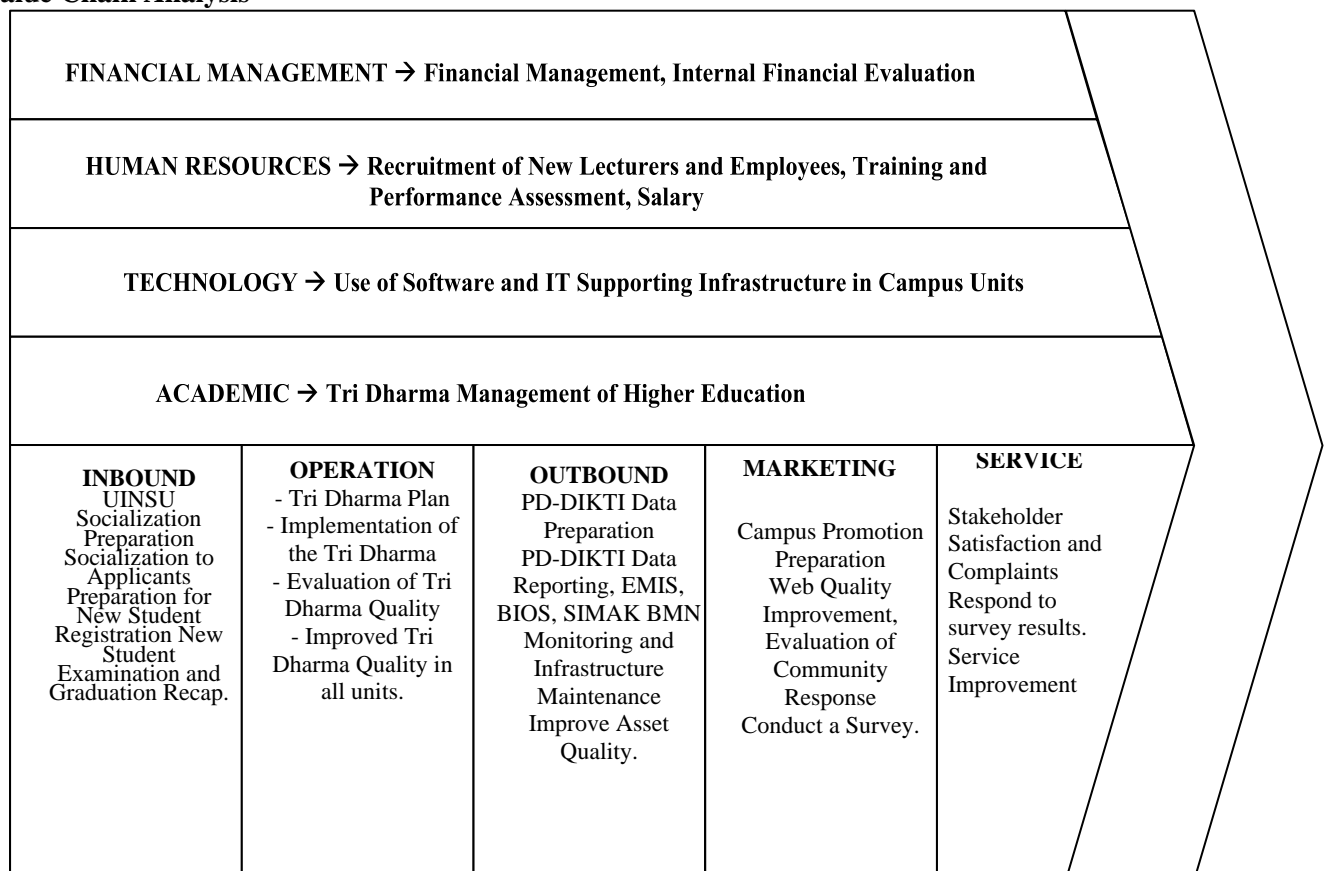 Chain Analysis
FINANCIAL MANAGEMENT → Financial Management, Internal Financial Evaluation
HUMAN RESOURCES → Recruitment of New Lecturers and Employees, Training and
Performance Assessment, Salary
TECHNOLOGY → Use of Software and IT Supporting Infrastructure in Campus Units
ACADEMIC → Tri Dharma Management of Higher Education
INBOUND
UINSU
Socialization
Preparation
Socialization to
Applicants
Preparation for
New Student
Registration New
Student
Examination and
Graduation Recap.
OPERATION
- Tri Dharma Plan
- Implementation of
the Tri Dharma
- Evaluation of Tri
Dharma Quality
- Improved Tri
Dharma Quality in
all units.
OUTBOUND
PD-DIKTI Data
Preparation
PD-DIKTI Data
Reporting, EMIS,
BIOS, SIMAK BMN
Monitoring and
Infrastructure
Maintenance
Improve Asset
Quality.
MARKETING
Campus Promotion
Preparation
Web Quality
Improvement,
Evaluation of
Community
Response
Conduct a Survey.
SERVICE
Stakeholder
Satisfaction and
Complaints
Respond to
survey results.
Service
Improvement